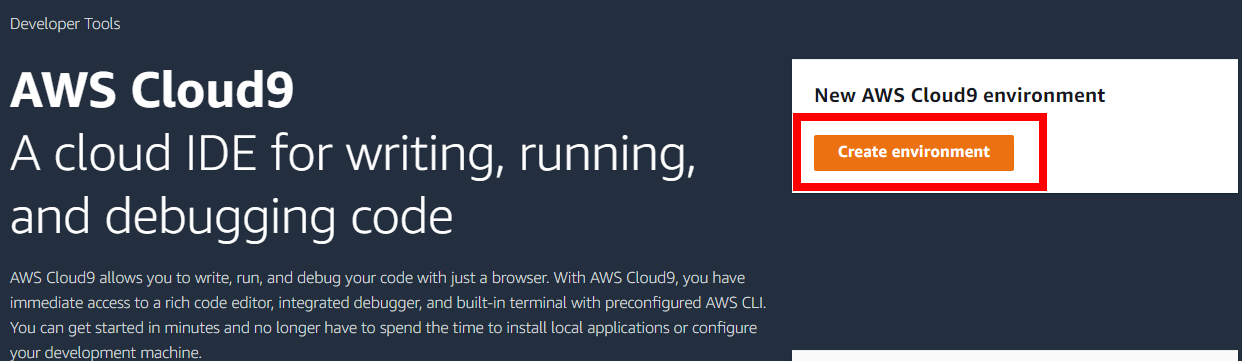 Developer Tools
AWS Cloud9
A cloud IDE for writing, running,
and debugging code
AWS Cloud9 allows you to write, run, and debug your code with just a browser. With AWS Cloud9, you have
immediate access to a rich code editor, integrated debugger, and built-in terminal with preconfigured AWS CLI.
You can get started in minutes and no longer have to spend the time to install local applications or configure
your development machine.
New AWS Cloud9 environment
Create environment